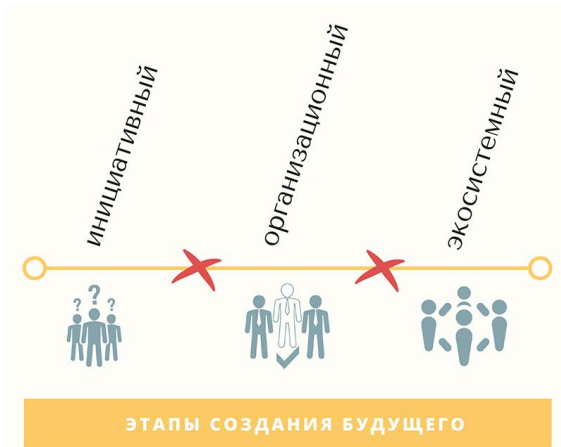 инициативный
организационный
экосистемный
? ? ?
ЭТАПЫ СОЗДАНИЯ БУДУЩЕГО